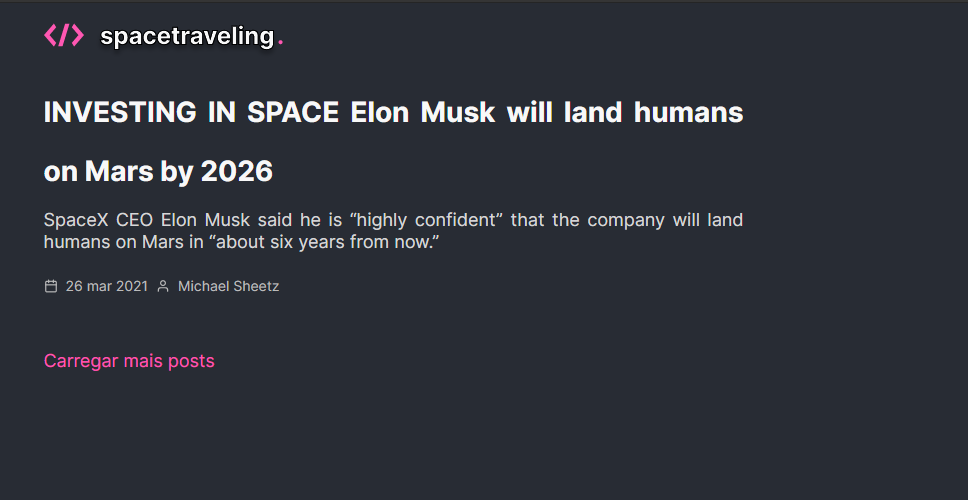 </> spacetraveling.
INVESTING IN SPACE Elon Musk will land humans
on Mars by 2026
SpaceX CEO Elon Musk said he is “highly confident” that the company will land
humans on Mars in “about six years from now.”
26 mar 2021 Michael Sheetz
Carregar mais posts